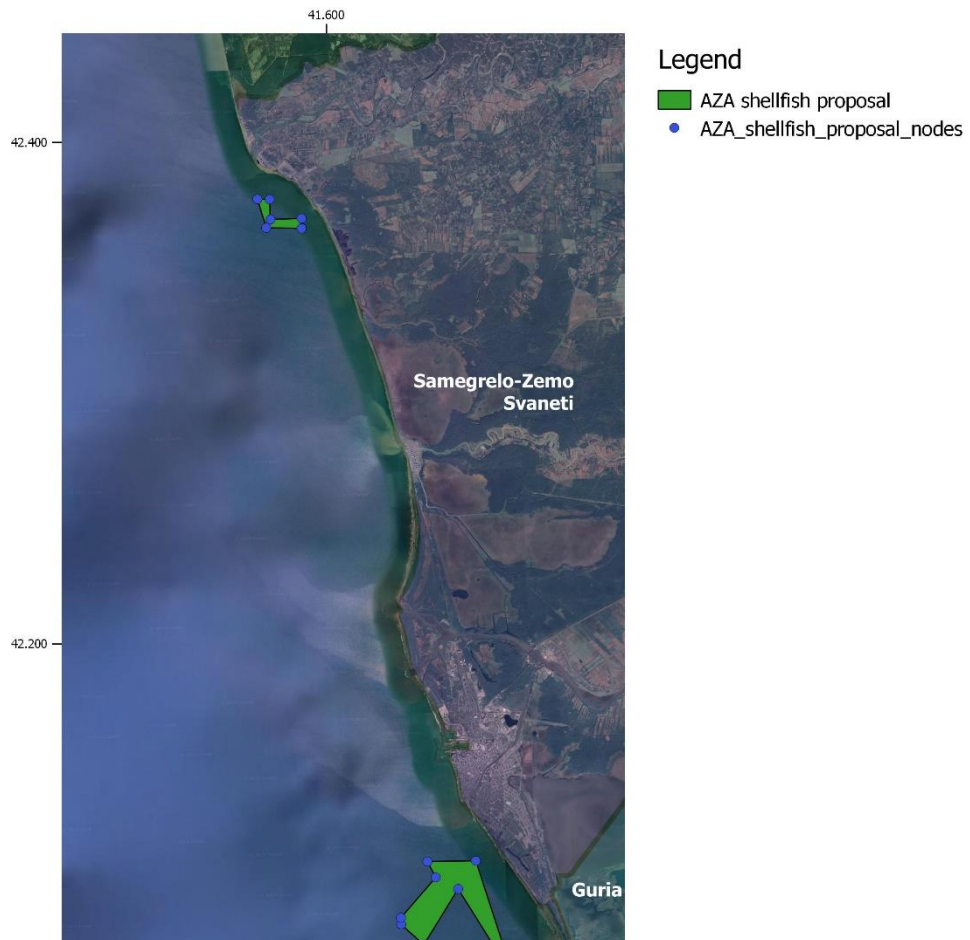 41.600
Legend
AZA shellfish proposal
AZA_shellfish_proposal_nodes
42.400
Samegrelo-Zemo
Svaneti
42.200
Guria